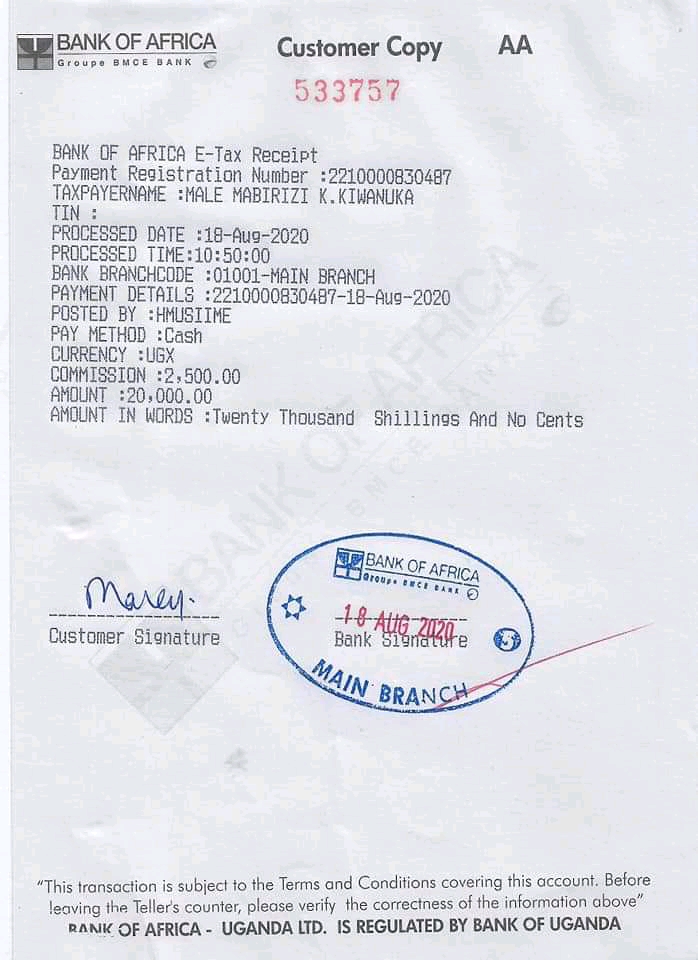 BANK OF AFRICA
Groupe BMCE BANK
Customer Copy
AA
533757
BANK OF AFRICA E-Tax Receipt
Payment Registration Number :2210000830487
TAXPAYERNAME :MALE MABIRIZI K.KIWANUKA
TIN :
PROCESSED DATE :18-Aug-2020
PROCESSED TIME:10:50:00
BANK BRANCHCODE :01001-MAIN BRANCH
PAYMENT DETAILS :2210000830487-18-Aug-2020
POSTED BY :HMUSIIME
PAY METHOD :Cash
CURRENCY :UGX
COMMISSION :2,500.00
AMOUNT :20,000.00
AMOUNT IN WORDS :Twenty Thousand  Shillings And No Cents
BANK OF AFRICA
BMCE BANK
Customer Signature
BANK OF AFRICA
Groupe BMCE BANK
18 AUG 2020
Bank Signature
MAIN BRANCH
"This transaction is subject to the Terms and Conditions covering this account. Before
leaving the Teller's counter, please verify the correctness of the information above"
BANK OF AFRICA - UGANDA LTD. IS REGULATED BY BANK OF UGANDA